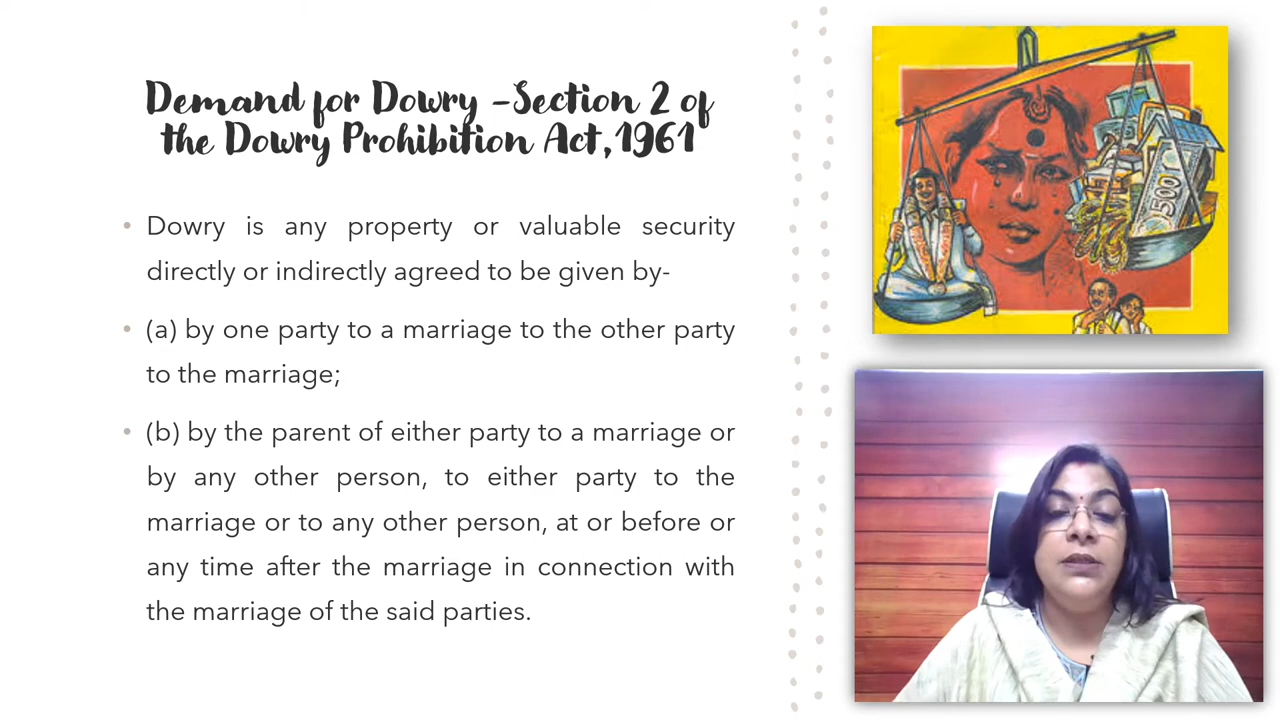 Demand for Dowry -Section 2 of
the Dowry Prohibition Act,1961
• Dowry is any property or valuable security
directly or indirectly agreed to be given by-
• (a) by one party to a marriage to the other party
to the marriage;
• (b) by the parent of either party to a marriage or
by any other person, to either party to the
marriage or to any other person, at or before or
any time after the marriage in connection with
the marriage of the said parties.
500